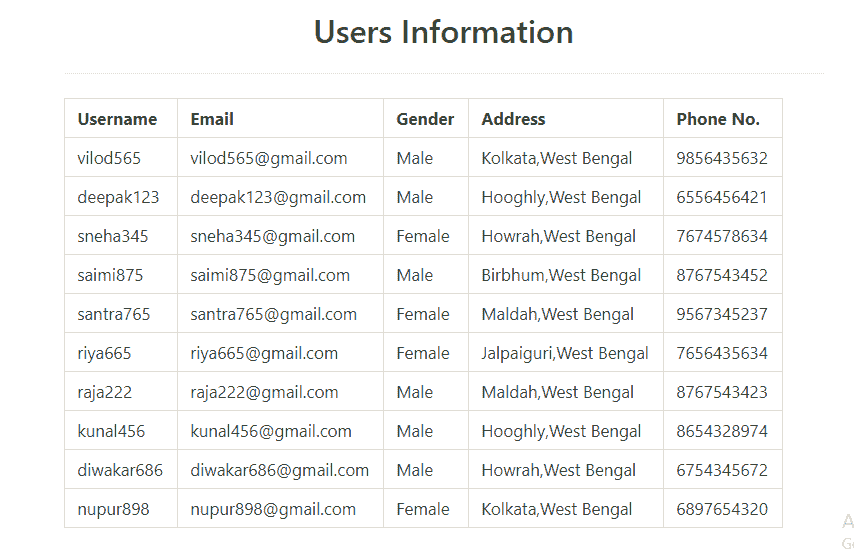 Users Information
Username Email Gender Address Phone No.
vilod565 vilod565@gmail.com Male Kolkata,West Bengal 9856435632
deepak123 deepak123@gmail.com Male Hooghly,West Bengal 6556456421
sneha345 sneha345@gmail.com Female Howrah,West Bengal 7674578634
saimi875 saimi875@gmail.com Male Birbhum,West Bengal 8767543452
santra765 santra765@gmail.com Female Maldah,West Bengal 9567345237
riya665 riya665@gmail.com Female Jalpaiguri,West Bengal 7656435634
raja222 raja222@gmail.com Male Maldah,West Bengal 8767543423
kunal456 kunal456@gmail.com Male Hooghly,West Bengal 8654328974
diwakar686 diwakar686@gmail.com Male Howrah,West Bengal 6754345672
nupur898 nupur898@gmail.com Female Kolkata,West Bengal 6897654320